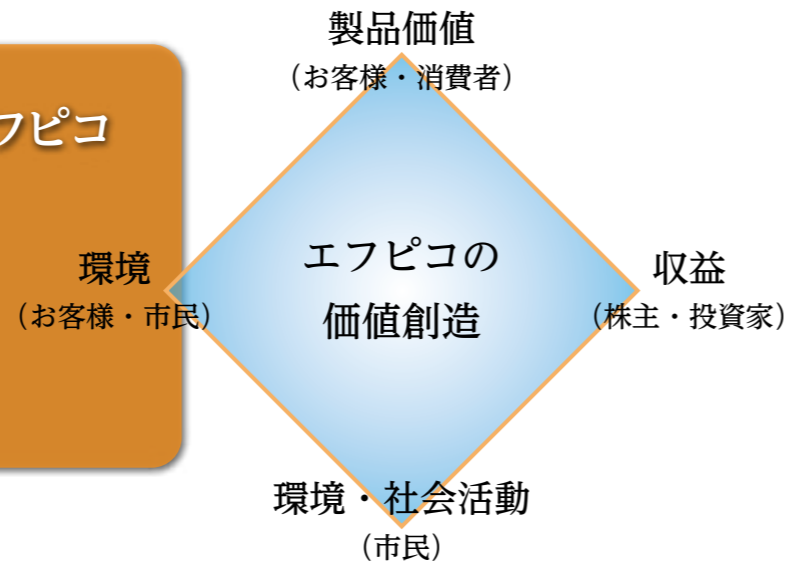 製品価値
（お客様・消費者）
フピコ
環境
（お客様・市民）
エフピコの
価値創造
収益
（株主・投資家）
環境・社会活動
（市民）